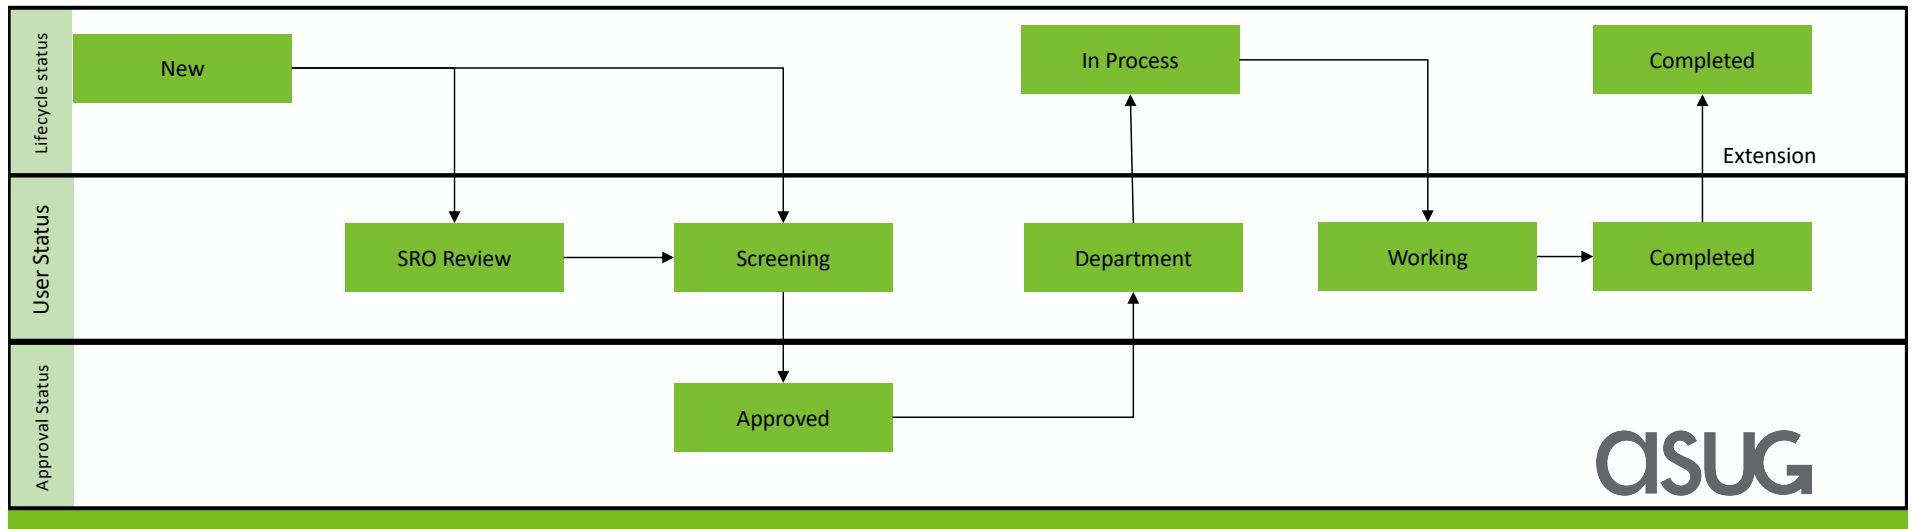 Lifecycle status
New
In Process
Completed
Extension
User Status
SRO Review
Screening
Department
Working
Completed
Approval Status
Approved
asug